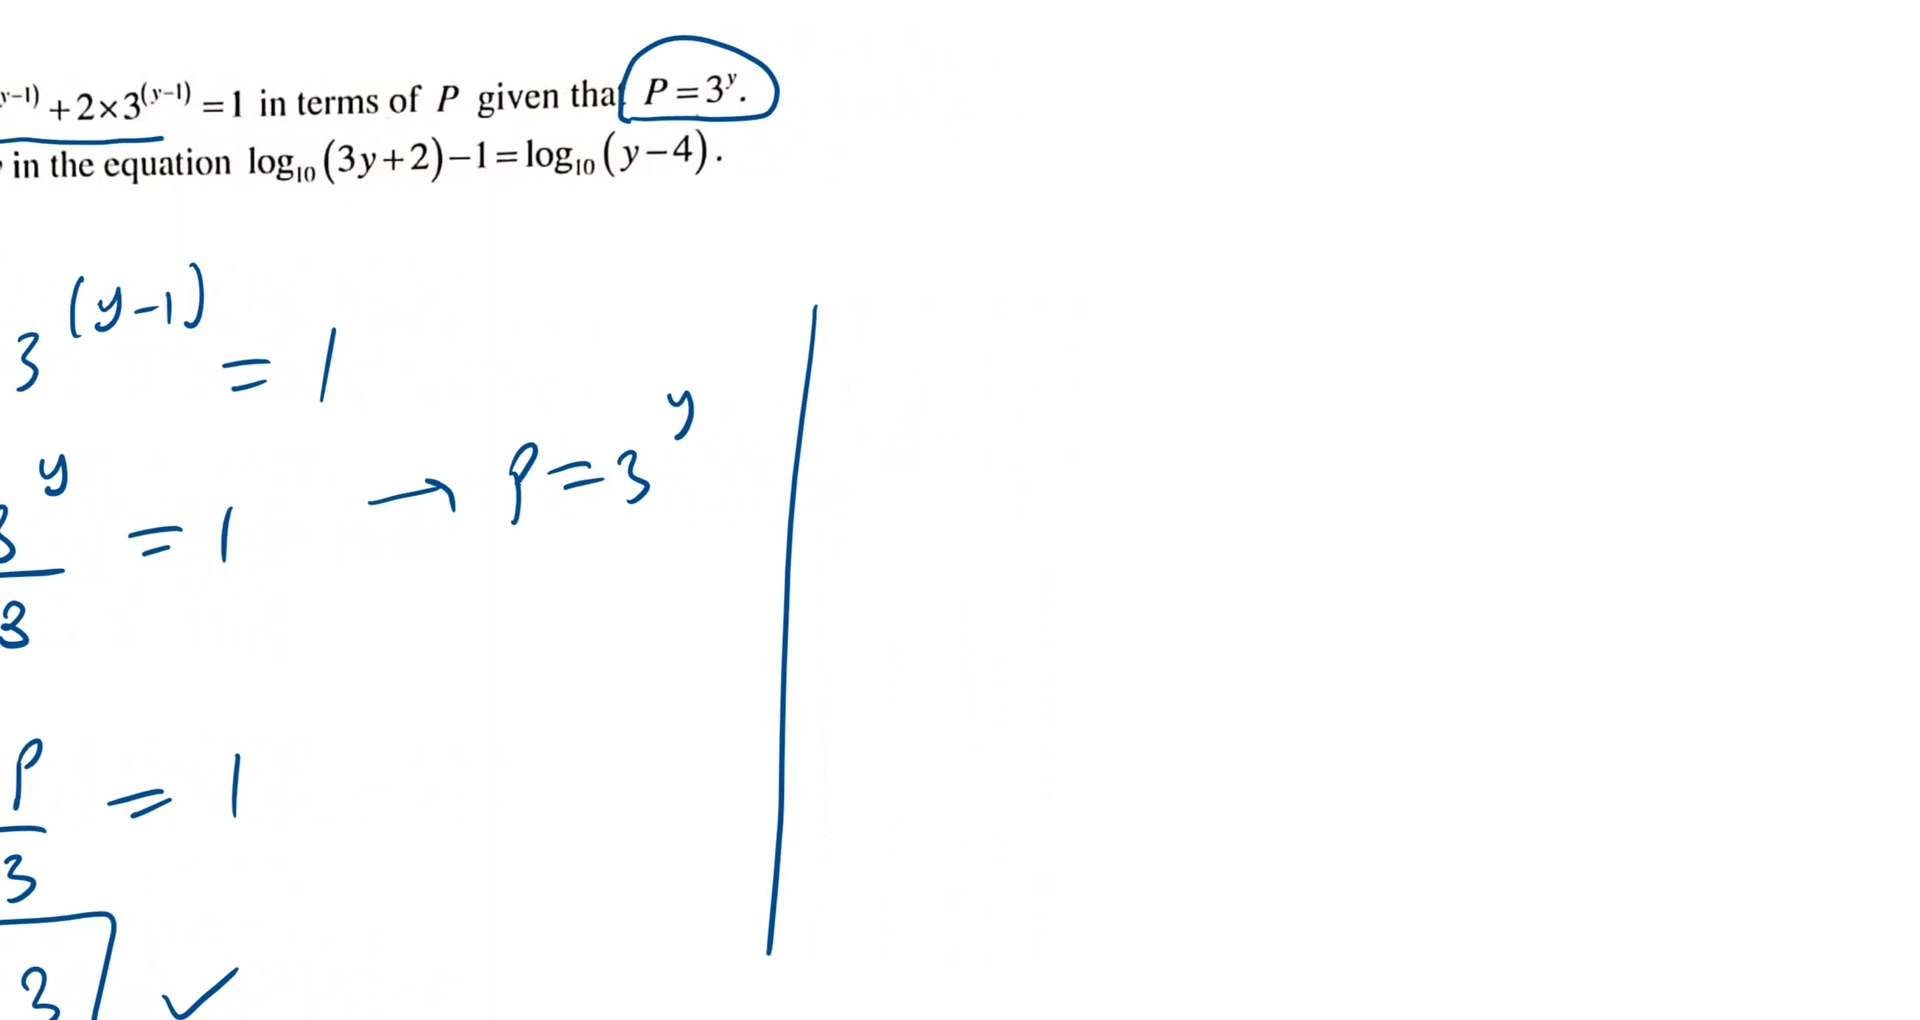 y−1) + 2×3^(y−1) = 1 in terms of P given that P = 3^y.
in the equation log₁₀(3y+2)−1 = log₁₀(y−4).
3^(y−1) = 1
3^y/3 = 1 → P = 3^y
P/3 = 1
3 ✓